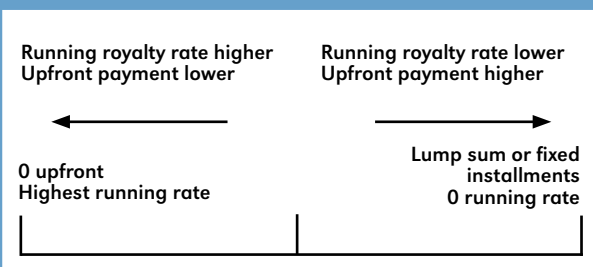 Running royalty rate higher
Upfront payment lower
Running royalty rate lower
Upfront payment higher
0 upfront
Highest running rate
Lump sum or fixed
installments
0 running rate